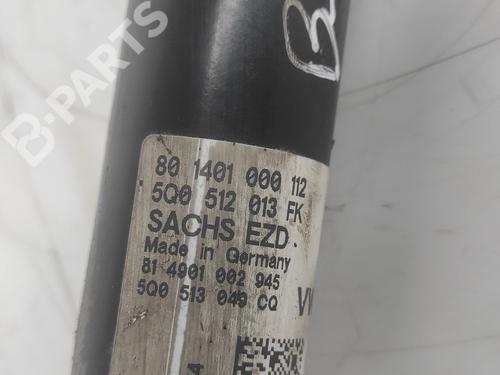 B-PARTS
80 1401 000 112
5Q0 512 013 FK
SACHS EZD.
Made in Germany
81 4901 002 945
5Q0 513 049 CQ